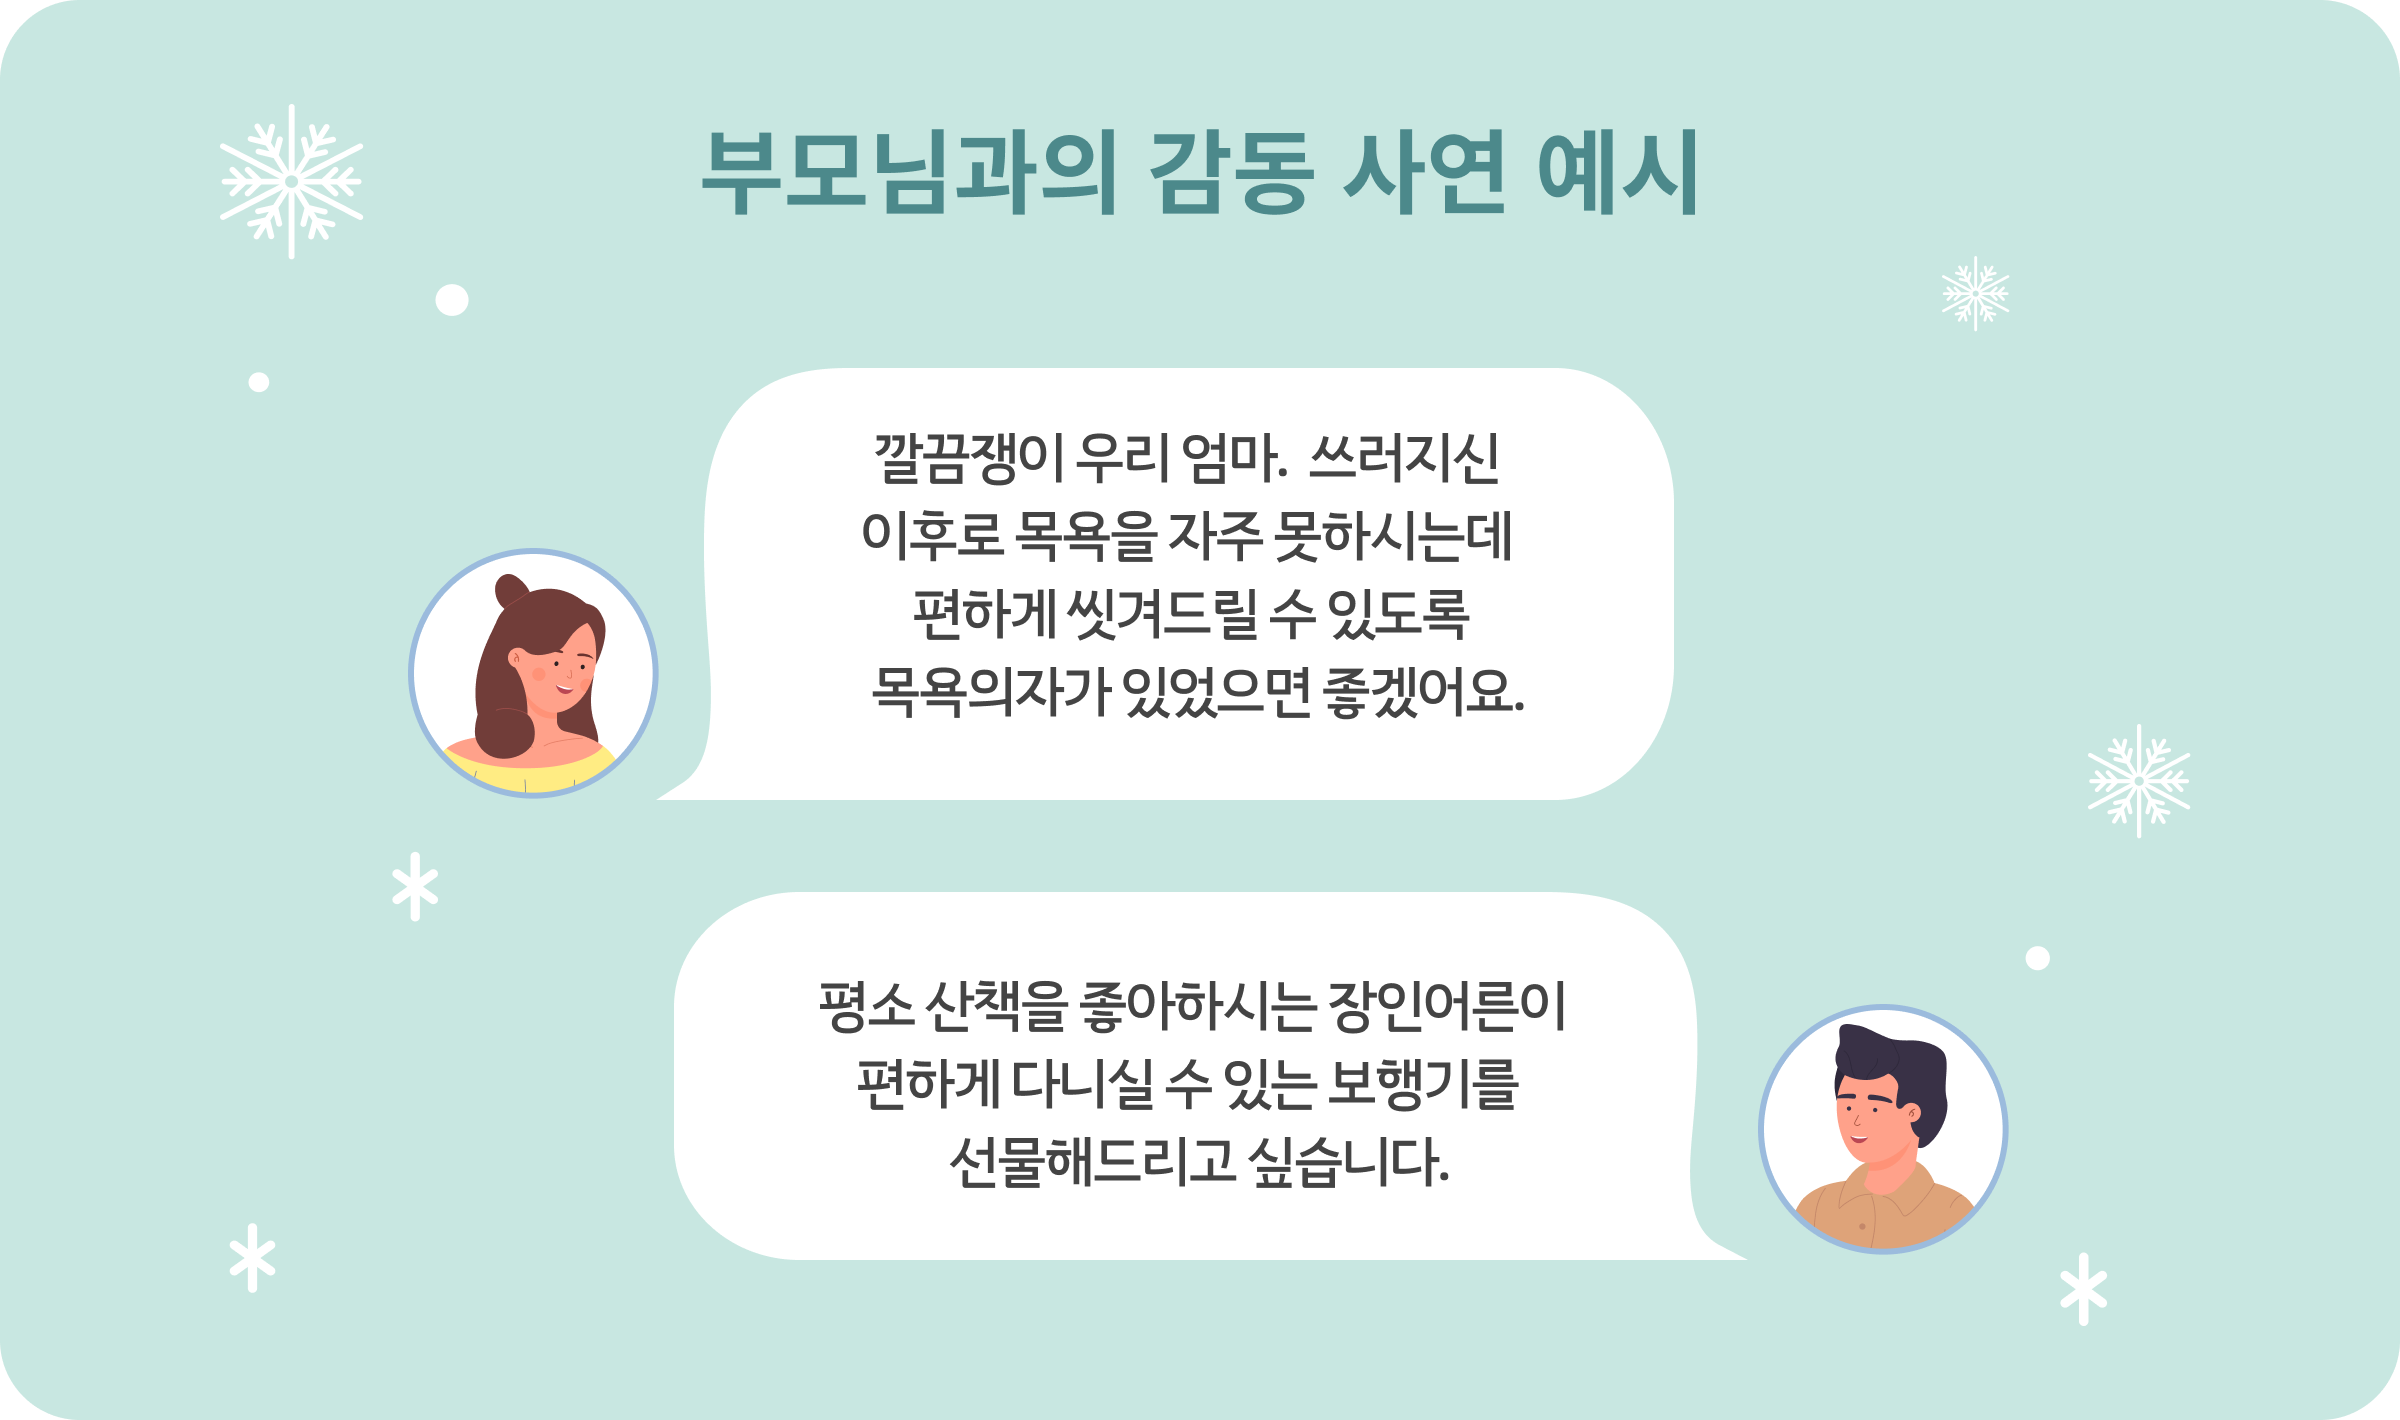 부모님과의 감동 사연 예시
깔끔쟁이 우리 엄마. 쓰러지신
이후로 목욕을 자주 못하시는데
편하게 씻겨드릴 수 있도록
목욕의자가 있었으면 좋겠어요.
평소 산책을 좋아하시는 장인어른이
편하게 다니실 수 있는 보행기를
선물해드리고 싶습니다.